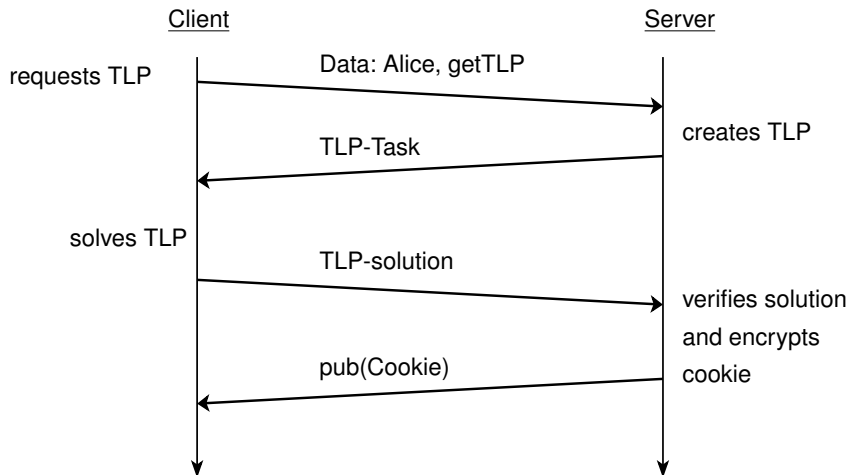 Client
Server
requests TLP
Data: Alice, getTLP
creates TLP
TLP-Task
solves TLP
TLP-solution
verifies solution
and encrypts
cookie
pub(Cookie)